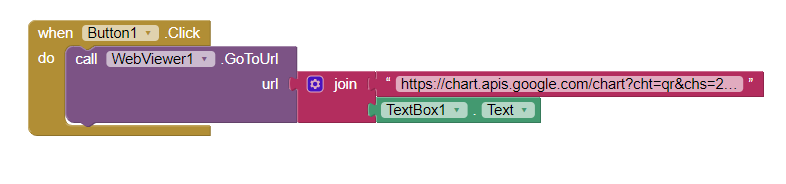 when Button1 .Click
do call WebViewer1 .GoToUrl
url join " https://chart.apis.google.com/chart?cht=qr&chs=2... "
TextBox1 . Text